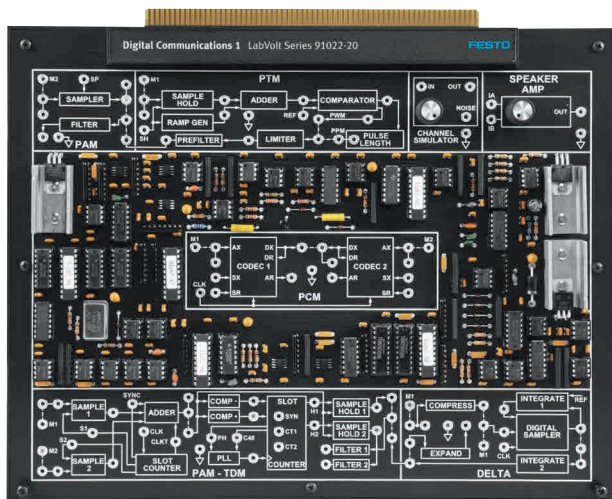 Digital Communications 1 LabVolt Series 91022-20
FESTO
M2
SP
SAMPLER
FILTER
PAM
PTM
M1
SAMPLE
HOLD
ADDER
COMPARATOR
RAMP GEN
REF
PWM
SH
PREFILTER
LIMITER
PPM
PULSE
LENGTH
IN
OUT
NOISE
CHANNEL
SIMULATOR
SPEAKER
AMP
IA
IB
OUT
M1
AX
DX
DR
CODEC 1
SX
AR
CLK
SR
DX
AX
DR
CODEC 2
SX
AR
SR
M2
PCM
SYNC
SAMPLE
1
ADDER
M1
S1
S2
CLK
CLKT
M2
SAMPLE
2
SLOT
COUNTER
COMP -
COMP +
PH
C48
PLL
SLOT
SYN
CT1
CT2
COUNTER
H1
SAMPLE
HOLD 1
H2
SAMPLE
HOLD 2
FILTER 1
FILTER 2
PAM - TDM
M1
COMPRESS
EXPAND
M1
CLK
INTEGRATE
1
REF
DIGITAL
SAMPLER
INTEGRATE
2
DELTA